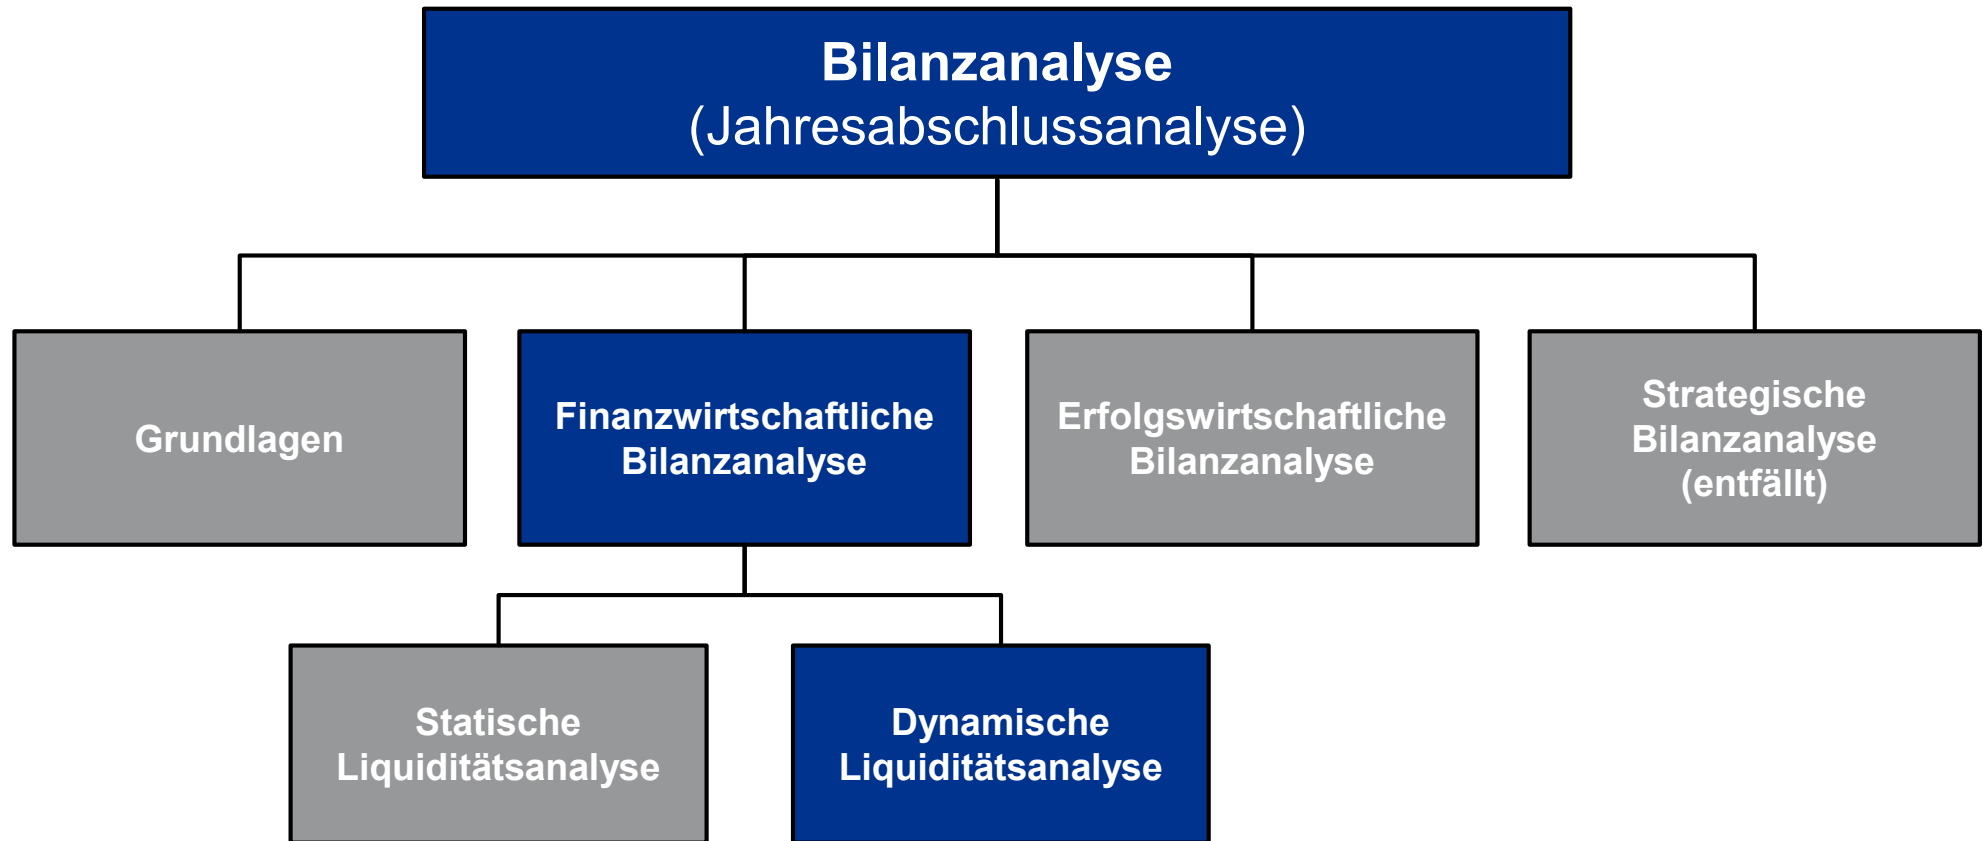 Bilanzanalyse
(Jahresabschlussanalyse)
Grundlagen
Finanzwirtschaftliche
Bilanzanalyse
Erfolgswirtschaftliche
Bilanzanalyse
Strategische
Bilanzanalyse
(entfällt)
Statische
Liquiditätsanalyse
Dynamische
Liquiditätsanalyse